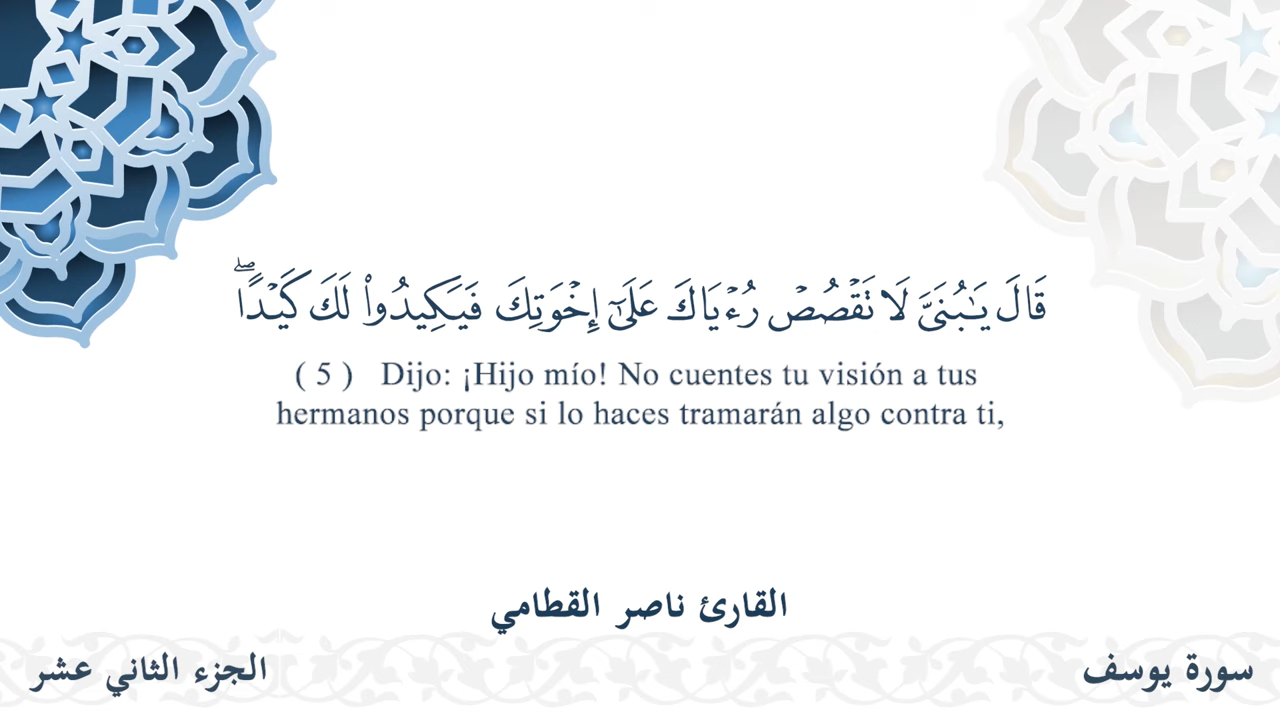 قَالَ يَٰبُنَيَّ لَا تَقۡصُصۡ رُءۡيَاكَ عَلَىٰٓ إِخۡوَتِكَ فَيَكِيدُواْ لَكَ كَيۡدًاۖ
( 5 ) Dijo: ¡Hijo mío! No cuentes tu visión a tus
hermanos porque si lo haces tramarán algo contra ti,
القارئ ناصر القطامي
سورة يوسف
الجزء الثاني عشر